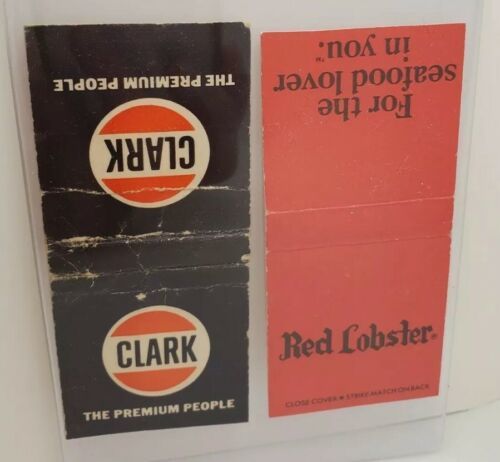 THE PREMIUM PEOPLE
CLARK
CLARK
THE PREMIUM PEOPLE
For the
seafood lover
in you.™
Red Lobster®
CLOSE COVER ★ STRIKE MATCH ON BACK